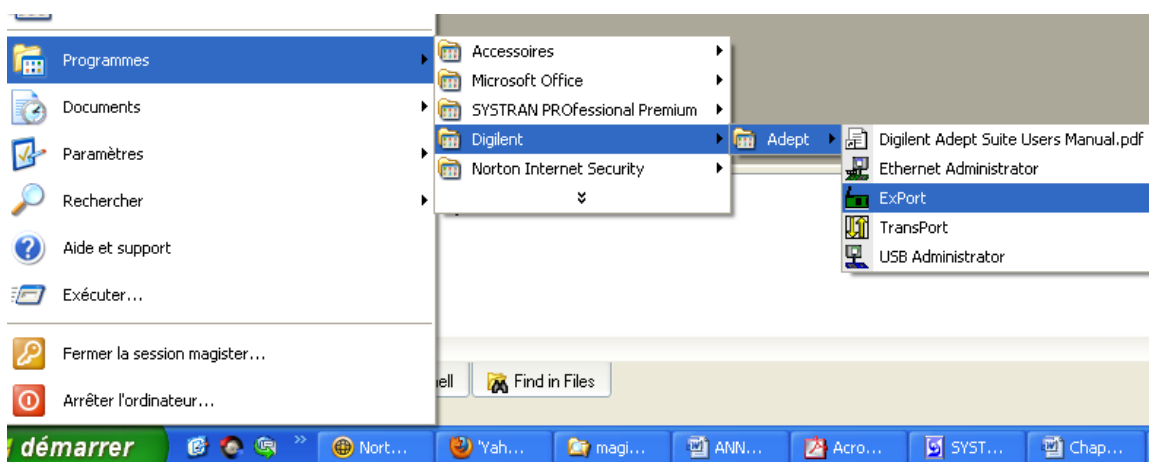 Programmes
Documents
Paramètres
Rechercher
Aide et support
Exécuter...
Fermer la session magister...
Arrêter l'ordinateur...
Accessoires
Microsoft Office
SYSTRAN PROfessional Premium
Digilent
Norton Internet Security
Adept
Digilent Adept Suite Users Manual.pdf
Ethernet Administrator
ExPort
TransPort
USB Administrator
ell
Find in Files
démarrer
Nort...
'Yah...
magi...
ANN...
Acro...
SYST...
Chap...